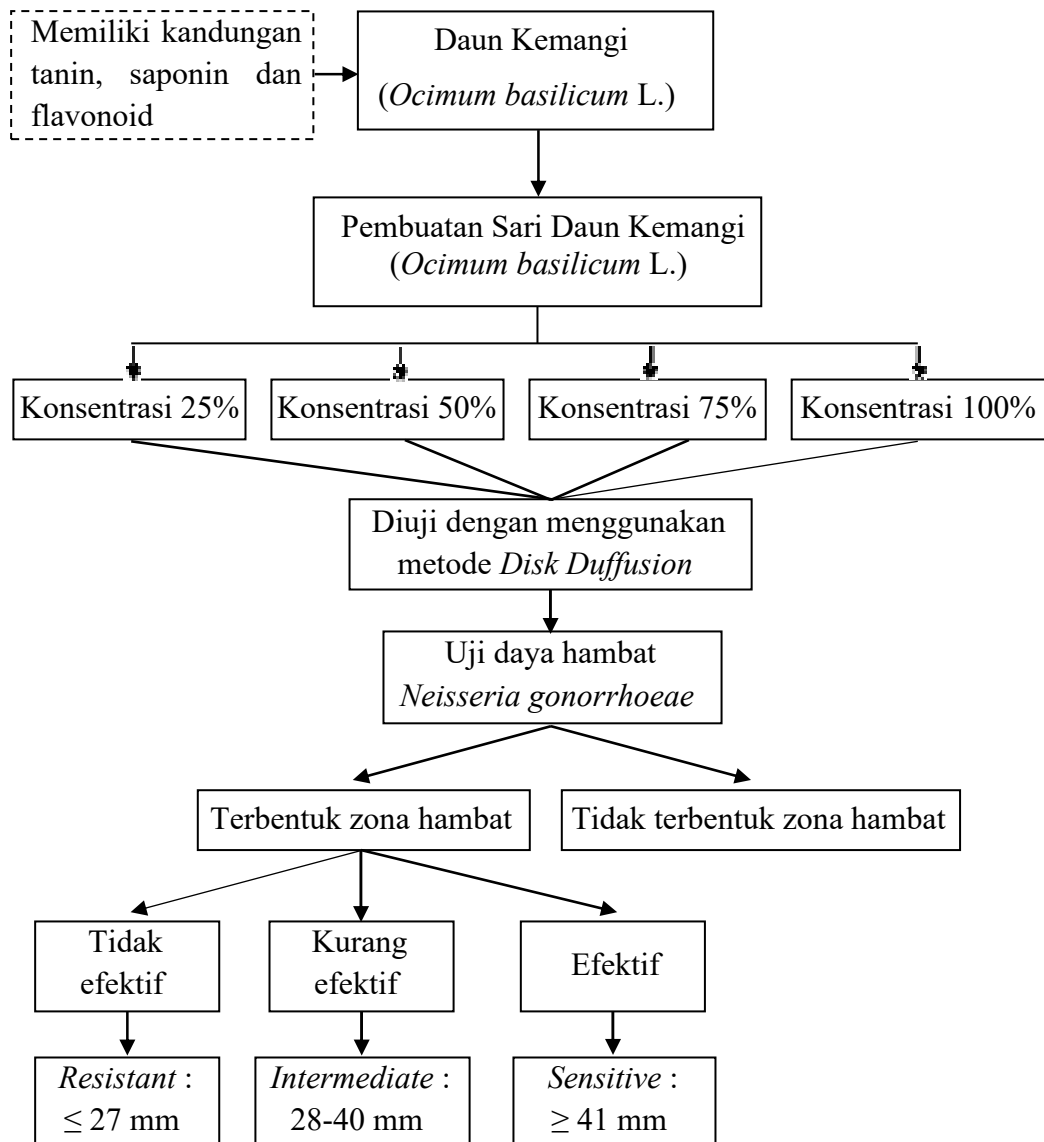 Memiliki kandungan
tanin, saponin dan
flavonoid
Daun Kemangi
(Ocimum basilicum L.)
Pembuatan Sari Daun Kemangi
(Ocimum basilicum L.)
Konsentrasi 25%
Konsentrasi 50%
Konsentrasi 75%
Konsentrasi 100%
Diuji dengan menggunakan
metode Disk Duffusion
Uji daya hambat
Neisseria gonorrhoeae
Terbentuk zona hambat
Tidak terbentuk zona hambat
Tidak
efektif
Kurang
efektif
Efektif
Resistant :
≤ 27 mm
Intermediate :
28-40 mm
Sensitive :
≥ 41 mm